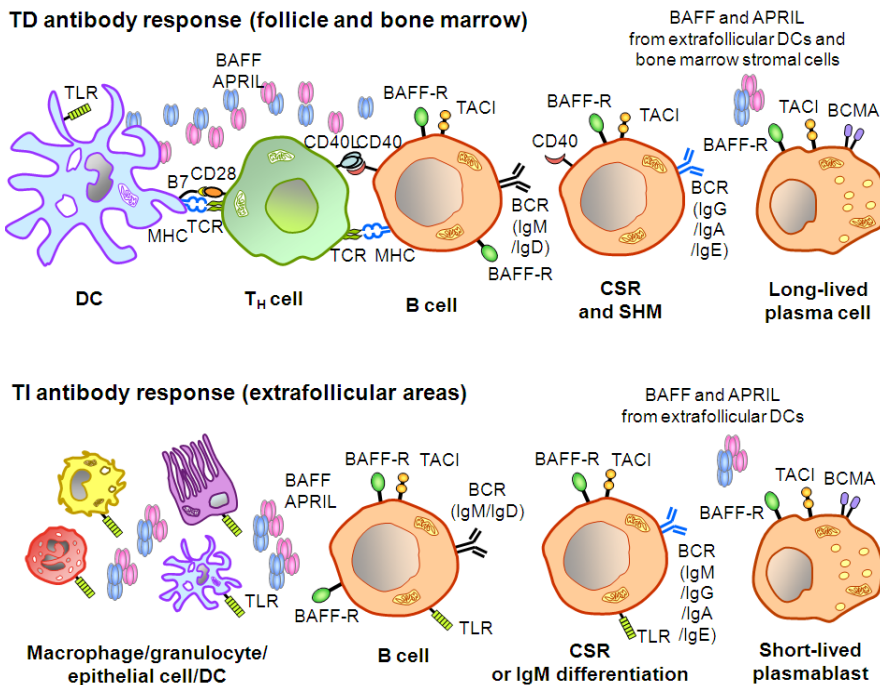 TD antibody response (follicle and bone marrow)
BAFF and APRIL
from extrafollicular DCs and
bone marrow stromal cells
TLR
BAFF
APRIL
BAFF-R
TACI
CD40L
CD40
B7
CD28
MHC
TCR
TCR
MHC
BCR
(IgM
/IgD)
BAFF-R
BAFF-R
TACI
CD40
BCR
(IgG
/IgA
/IgE)
TACI
BCMA
BAFF-R
DC
TH cell
B cell
CSR
and SHM
Long-lived
plasma cell
TI antibody response (extrafollicular areas)
BAFF and APRIL
from extrafollicular DCs
BAFF
APRIL
TLR
BAFF-R
TACI
BCR
(IgM/IgD)
BAFF-R
TLR
BAFF-R
TACI
BCR
(IgM
/IgG
/IgA
/IgE)
TLR
TACI
BCMA
BAFF-R
Macrophage/granulocyte/
epithelial cell/DC
B cell
CSR
or IgM differentiation
Short-lived
plasmablast